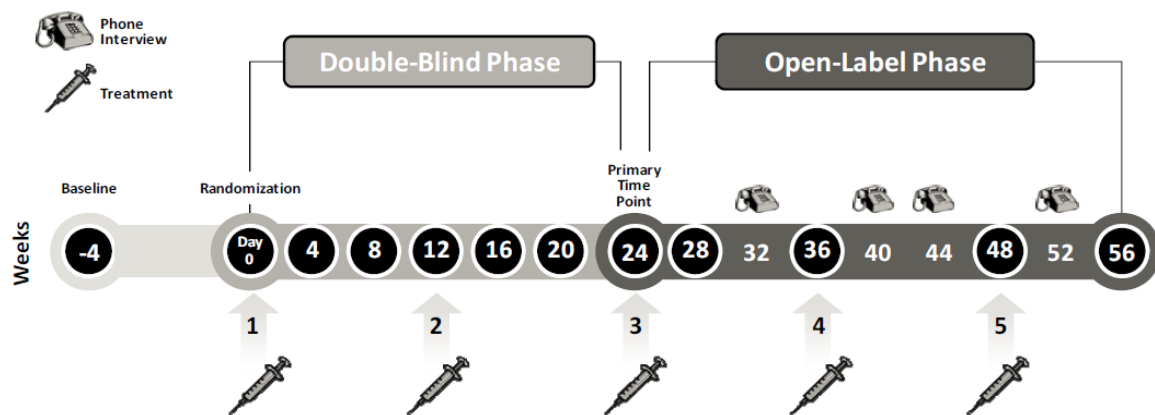 Phone
Interview
Treatment
Double-Blind Phase
Open-Label Phase
Baseline
Randomization
Primary
Time
Point
Weeks
-4
Day
0
4
8
12
16
20
24
28
32
36
40
44
48
52
56
1
2
3
4
5